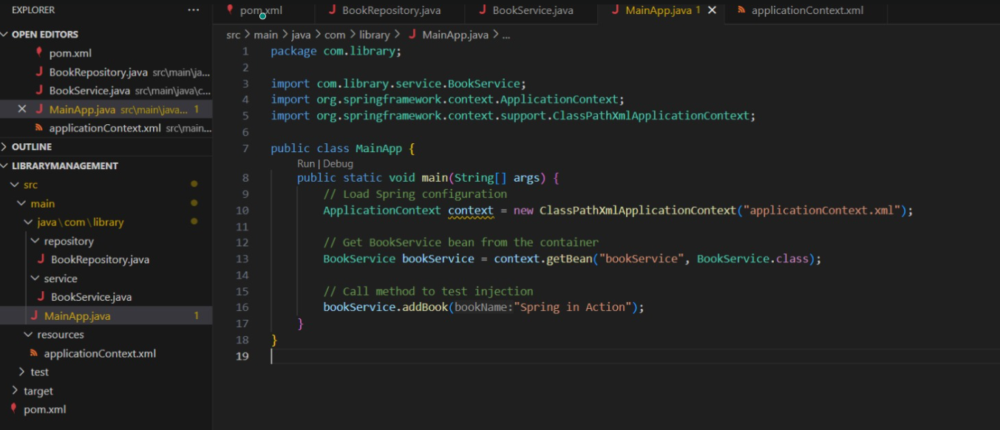 EXPLORER
...
OPEN EDITORS
pom.xml
BookRepository.java src\main\ja...
BookService.java src\main\java\c...
MainApp.java src\main\java... 1
applicationContext.xml src\main...
OUTLINE
LIBRARYMANAGEMENT
src
main
java\com\library
repository
BookRepository.java
service
BookService.java
MainApp.java 1
resources
applicationContext.xml
test
target
pom.xml
pom.xml BookRepository.java BookService.java MainApp.java 1 applicationContext.xml
src > main > java > com > library > MainApp.java > ...
1 package com.library;
2
3 import com.library.service.BookService;
4 import org.springframework.context.ApplicationContext;
5 import org.springframework.context.support.ClassPathXmlApplicationContext;
6
7 public class MainApp {
Run | Debug
8 public static void main(String[] args) {
9 // Load Spring configuration
10 ApplicationContext context = new ClassPathXmlApplicationContext("applicationContext.xml");
11
12 // Get BookService bean from the container
13 BookService bookService = context.getBean("bookService", BookService.class);
14
15 // Call method to test injection
16 bookService.addBook(bookName:"Spring in Action");
17 }
18 }
19